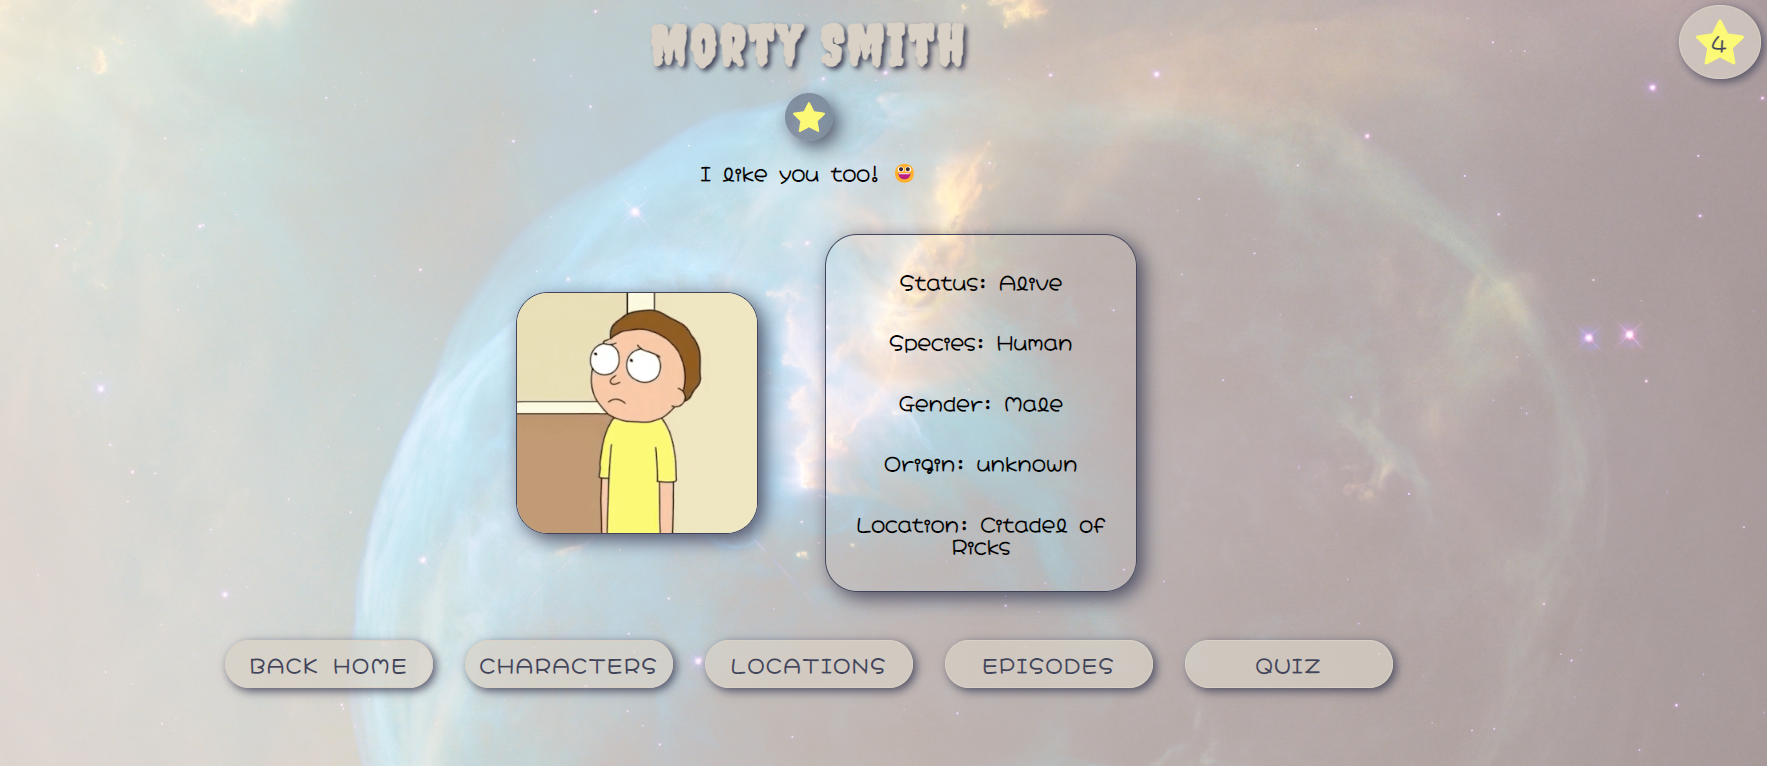 MORTY SMITH
4
I like you too! 😀
Status: Alive
Species: Human
Gender: Male
Origin: unknown
Location: Citadel of
Ricks
BACK HOME
CHARACTERS
LOCATIONS
EPISODES
QUIZ